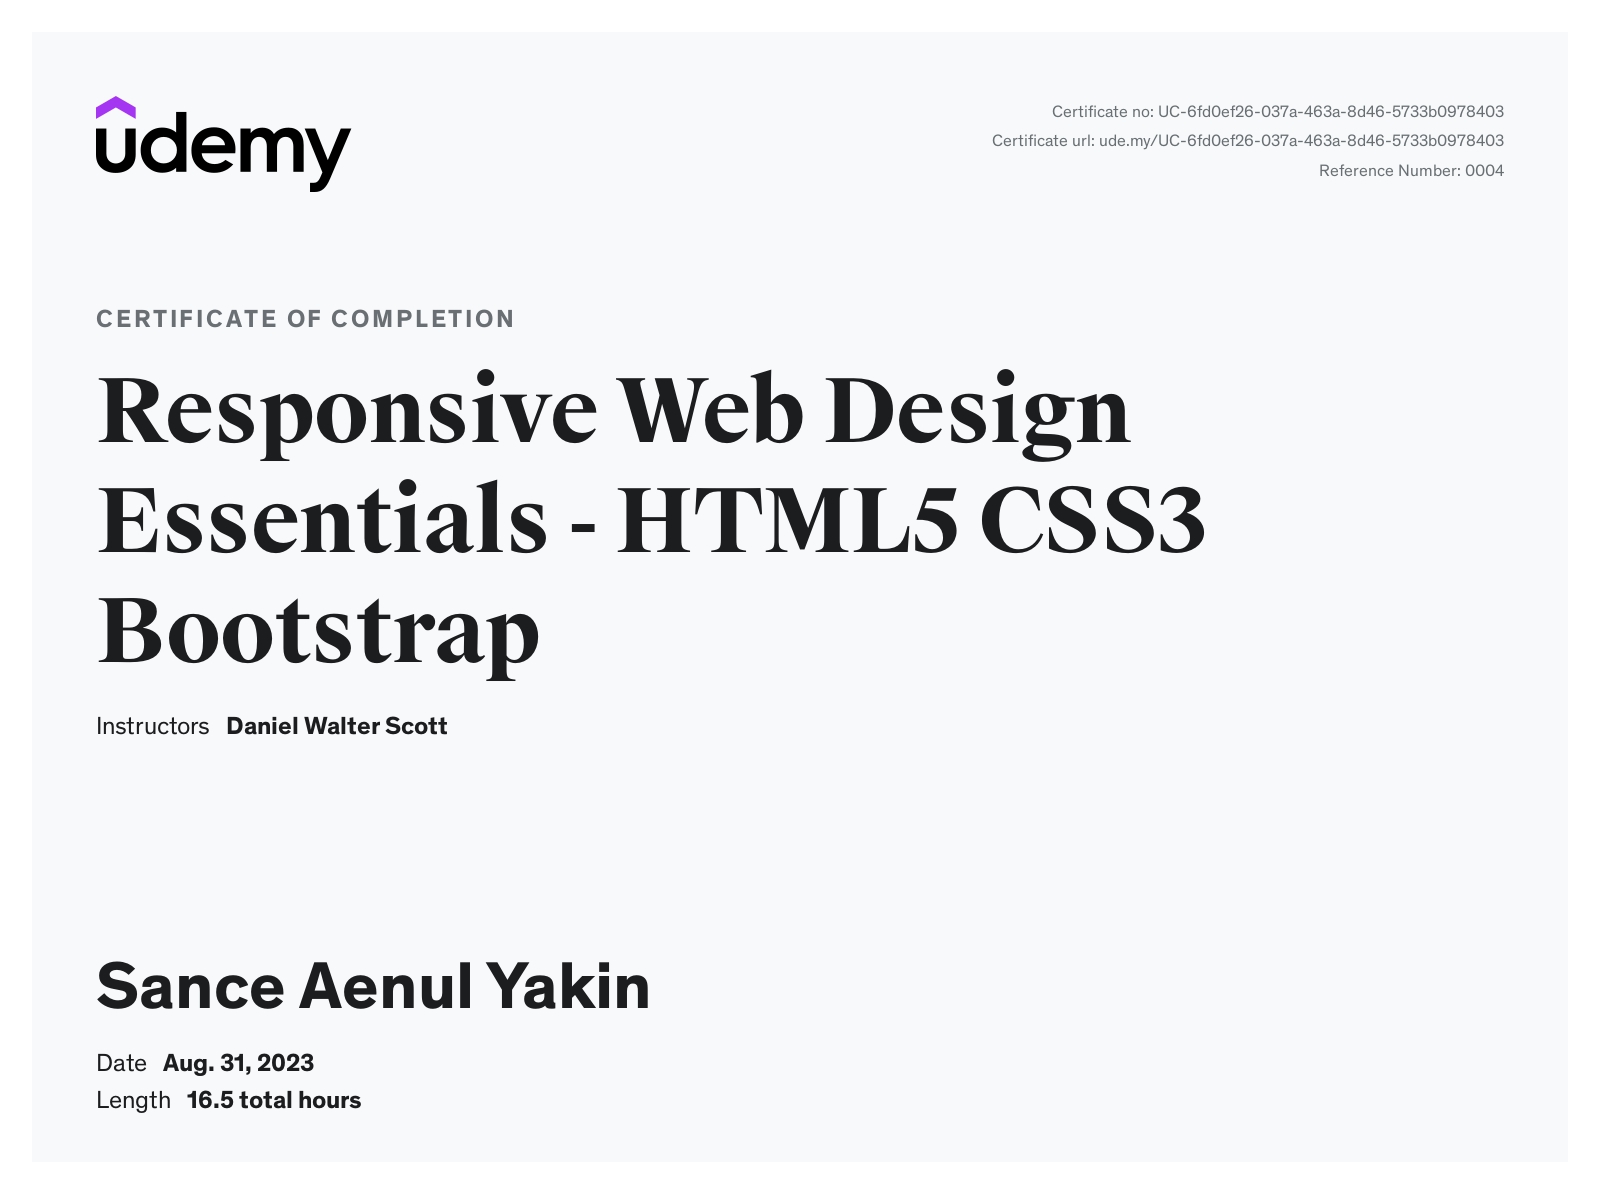 udemy
Certificate no: UC-6fd0ef26-037a-463a-8d46-5733b0978403
Certificate url: ude.my/UC-6fd0ef26-037a-463a-8d46-5733b0978403
Reference Number: 0004
CERTIFICATE OF COMPLETION
Responsive Web Design
Essentials - HTML5 CSS3
Bootstrap
Instructors Daniel Walter Scott
Sance Aenul Yakin
Date Aug. 31, 2023
Length 16.5 total hours